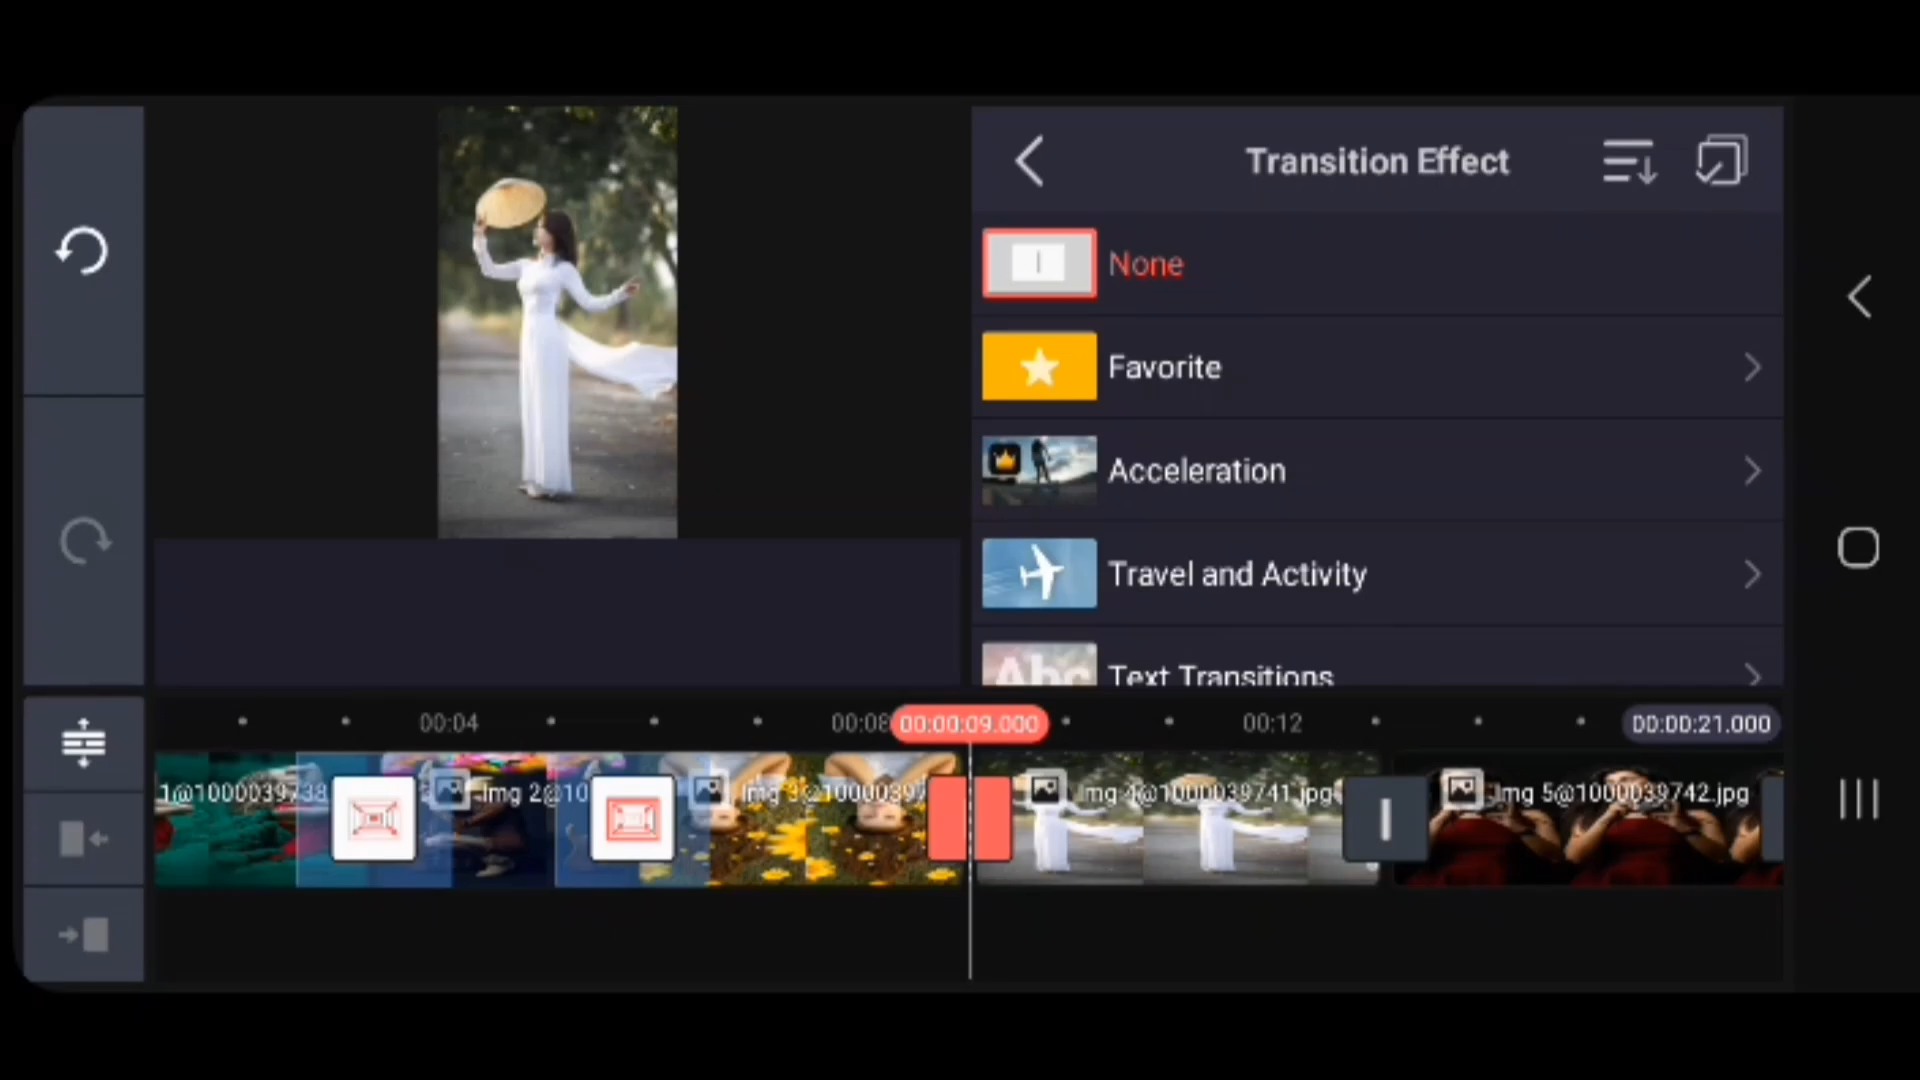 Transition Effect
None
Favorite
Acceleration
Travel and Activity
Abc
Text Transitions
00:04
00:08
00:00:09.000
00:12
00:00:21.000
1@1000039738
Img 2@10
Img 3@10000397
Img 4@1000039741.jpg
Img 5@1000039742.jpg